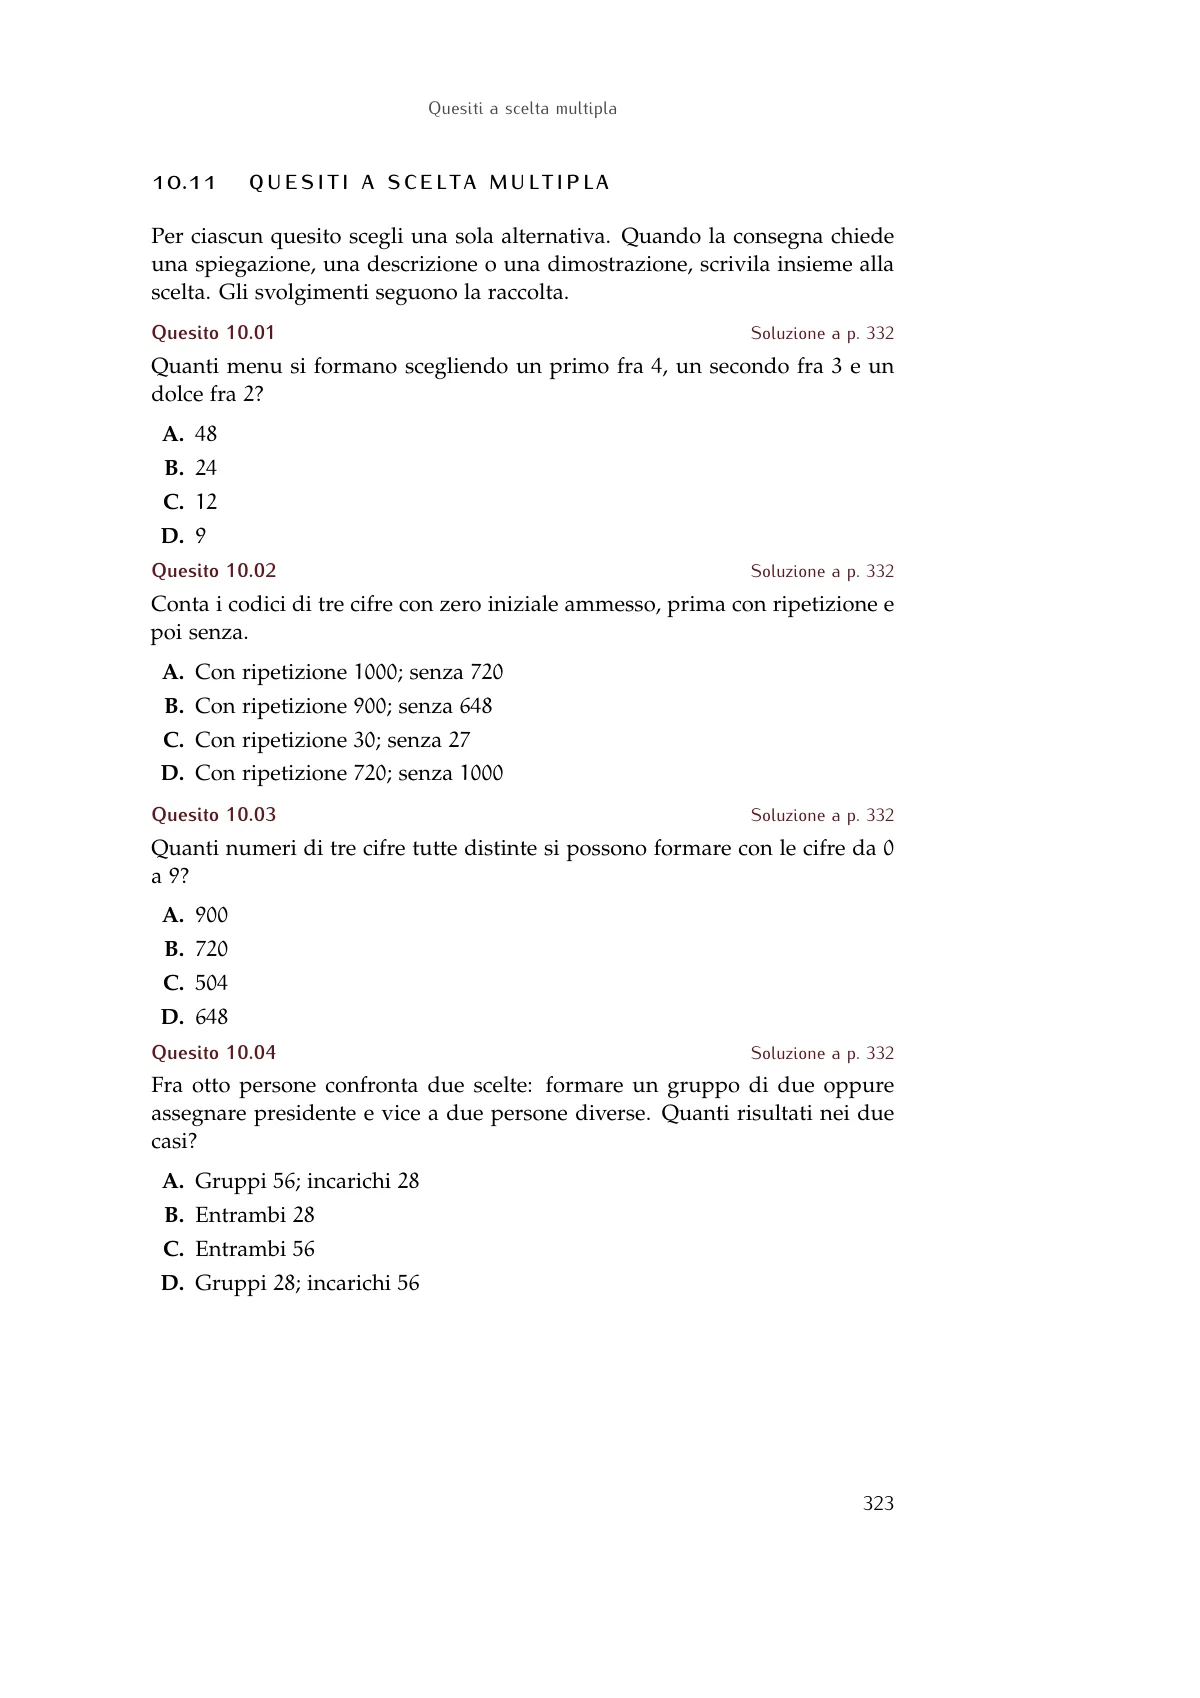 Quesiti a scelta multipla
10.11 QUESITI A SCELTA MULTIPLA
Per ciascun quesito scegli una sola alternativa. Quando la consegna chiede
una spiegazione, una descrizione o una dimostrazione, scrivila insieme alla
scelta. Gli svolgimenti seguono la raccolta.
Quesito 10.01 Soluzione a p. 332
Quanti menu si formano scegliendo un primo fra 4, un secondo fra 3 e un
dolce fra 2?
A. 48
B. 24
C. 12
D. 9
Quesito 10.02 Soluzione a p. 332
Conta i codici di tre cifre con zero iniziale ammesso, prima con ripetizione e
poi senza.
A. Con ripetizione 1000; senza 720
B. Con ripetizione 900; senza 648
C. Con ripetizione 30; senza 27
D. Con ripetizione 720; senza 1000
Quesito 10.03 Soluzione a p. 332
Quanti numeri di tre cifre tutte distinte si possono formare con le cifre da 0
a 9?
A. 900
B. 720
C. 504
D. 648
Quesito 10.04 Soluzione a p. 332
Fra otto persone confronta due scelte: formare un gruppo di due oppure
assegnare presidente e vice a due persone diverse. Quanti risultati nei due
casi?
A. Gruppi 56; incarichi 28
B. Entrambi 28
C. Entrambi 56
D. Gruppi 28; incarichi 56
323